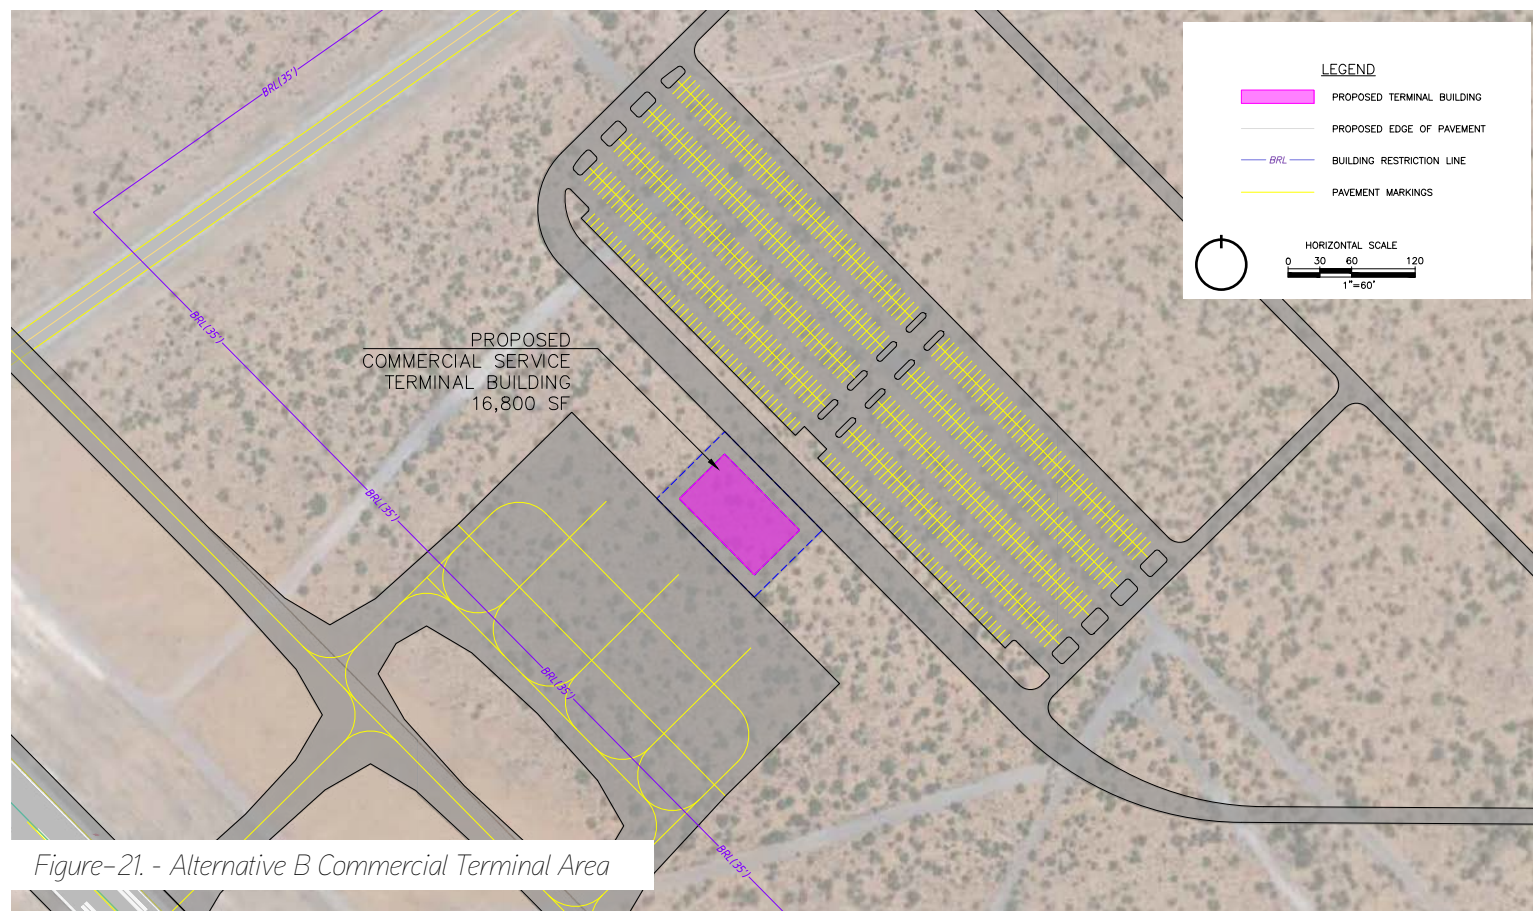 LEGEND
PROPOSED TERMINAL BUILDING
PROPOSED EDGE OF PAVEMENT
BRL
BUILDING RESTRICTION LINE
PAVEMENT MARKINGS
HORIZONTAL SCALE
0 30 60 120
1"=60'
BRL(35')
BRL(35')
PROPOSED
COMMERCIAL SERVICE
TERMINAL BUILDING
16,800 SF
BRL(35')
BRL(35')
BRL(35')
Figure-21. - Alternative B Commercial Terminal Area